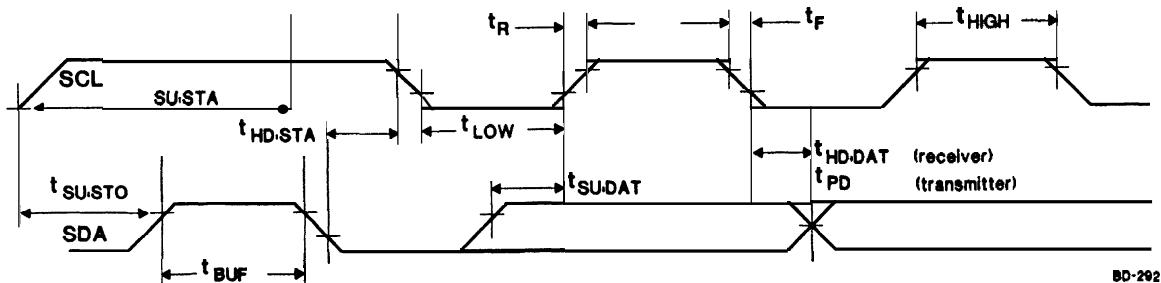 tR
tF
tHIGH
SCL
SU:STA
tHD:STA
tLOW
tHD:DAT (receiver)
tSU:STO
tSU:DAT
tPD (transmitter)
SDA
tBUF
BD-292